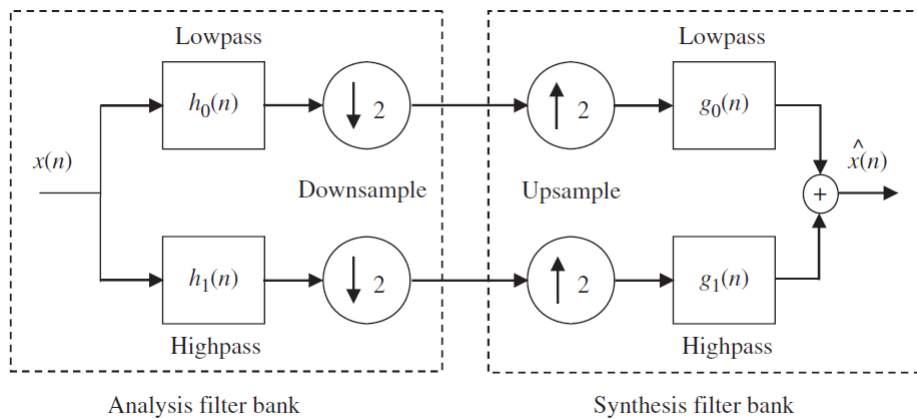 Lowpass
Lowpass
h₀(n)
↓ 2
↑ 2
g₀(n)
x(n)
x̂(n)
Downsample
Upsample
+
h₁(n)
↓ 2
↑ 2
g₁(n)
Highpass
Highpass
Analysis filter bank
Synthesis filter bank